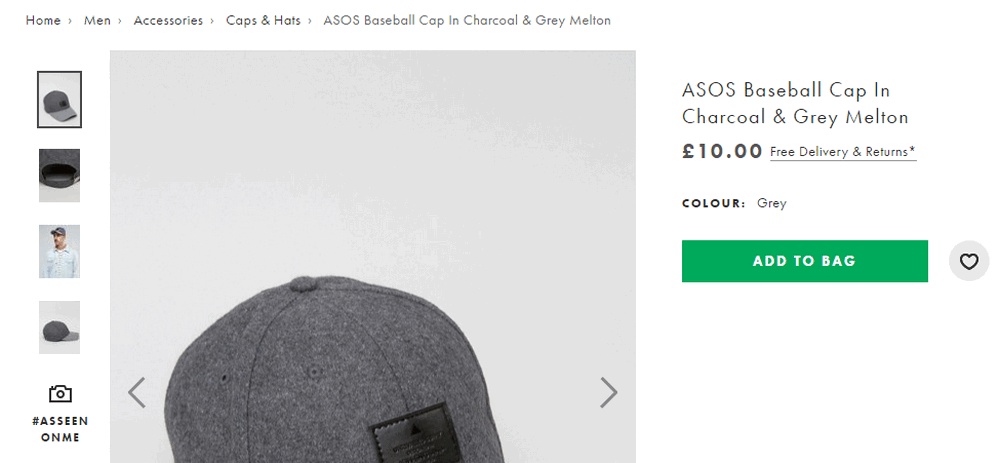 Home › Men › Accessories › Caps & Hats › ASOS Baseball Cap In Charcoal & Grey Melton
ASOS Baseball Cap In
Charcoal & Grey Melton
£10.00 Free Delivery & Returns*
COLOUR: Grey
ADD TO BAG
#ASSEEN
ONME